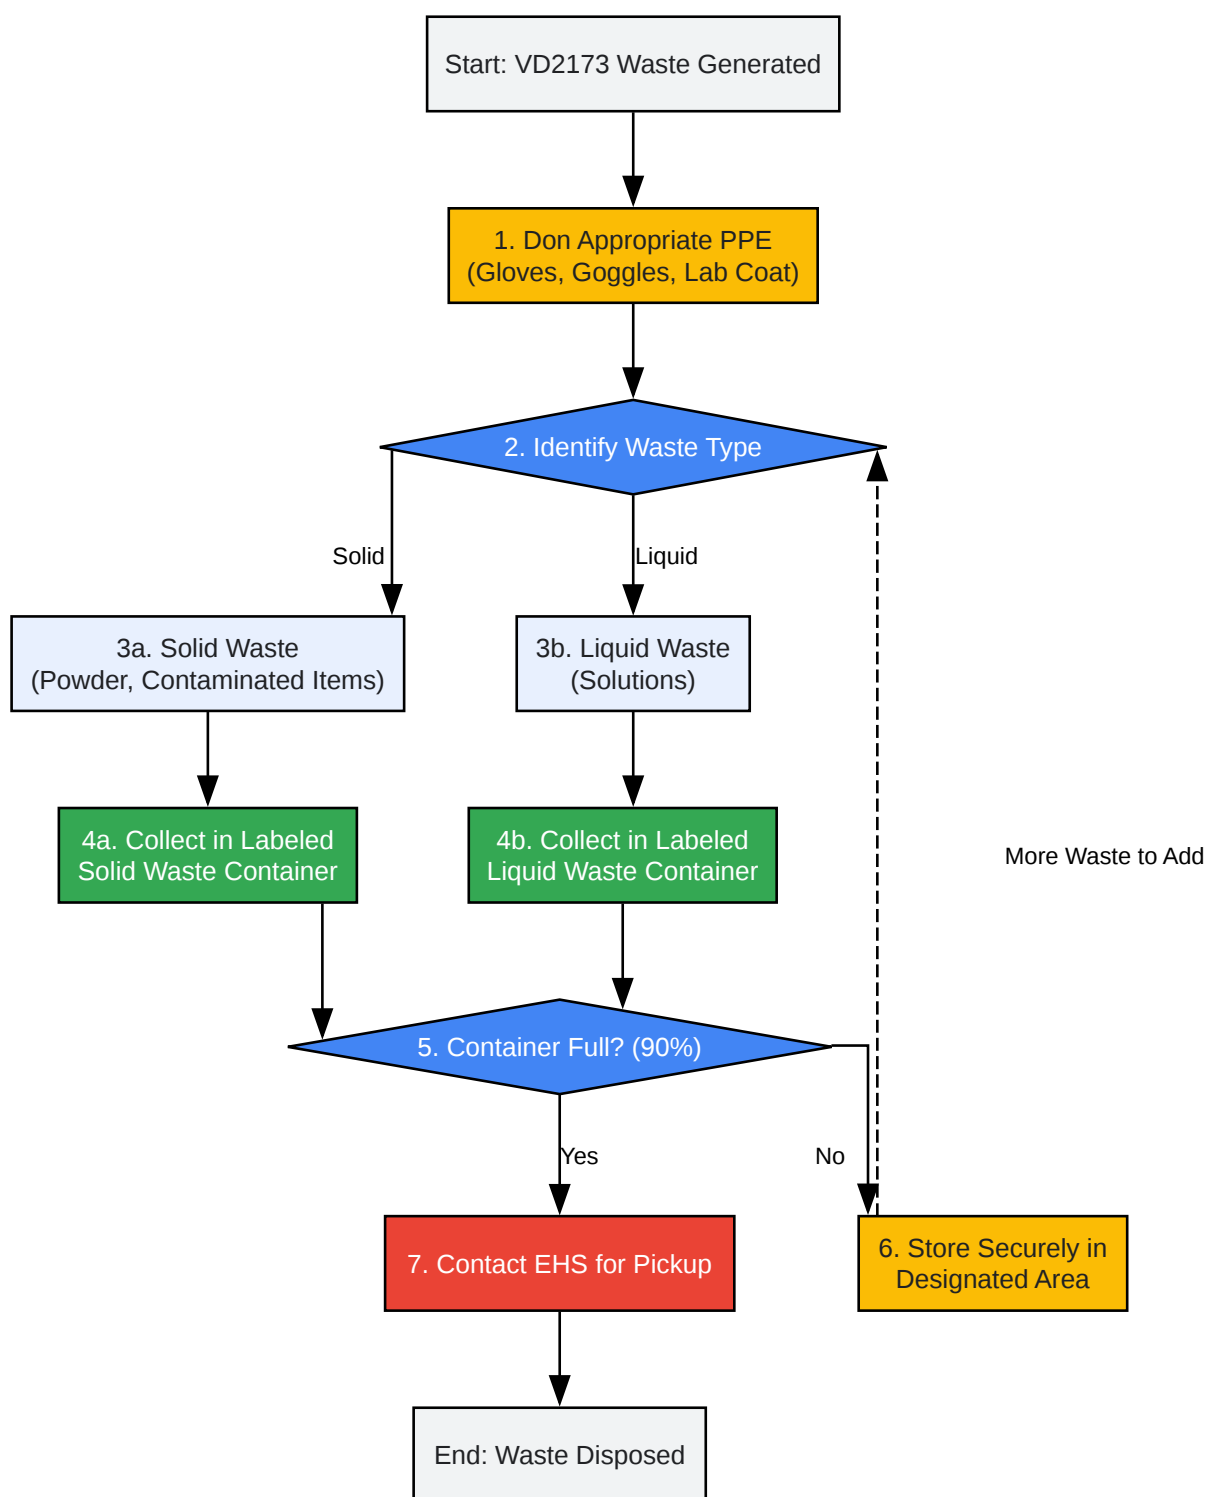 Start: VD2173 Waste Generated
1. Don Appropriate PPE
(Gloves, Goggles, Lab Coat)
2. Identify Waste Type
Solid
Liquid
3a. Solid Waste
(Powder, Contaminated Items)
3b. Liquid Waste
(Solutions)
4a. Collect in Labeled
Solid Waste Container
4b. Collect in Labeled
Liquid Waste Container
More Waste to Add
5. Container Full? (90%)
Yes
No
7. Contact EHS for Pickup
6. Store Securely in
Designated Area
End: Waste Disposed